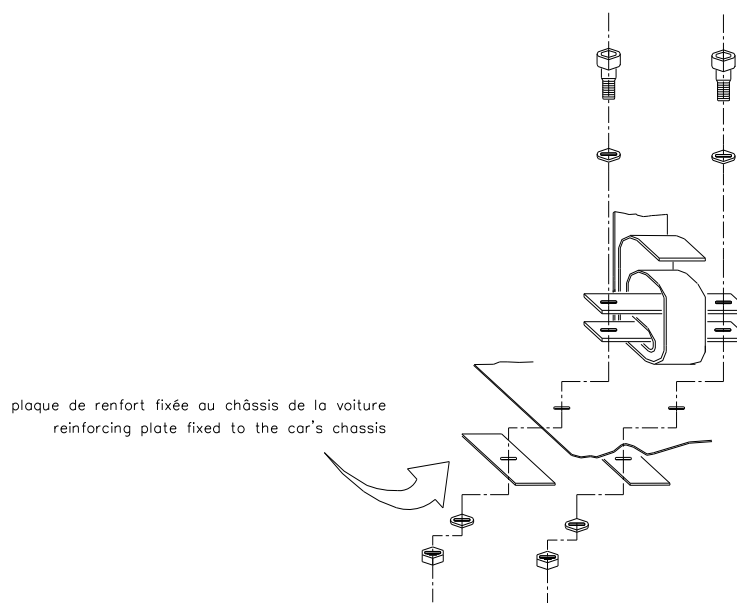 plaque de renfort fixée au châssis de la voiture
reinforcing plate fixed to the car's chassis